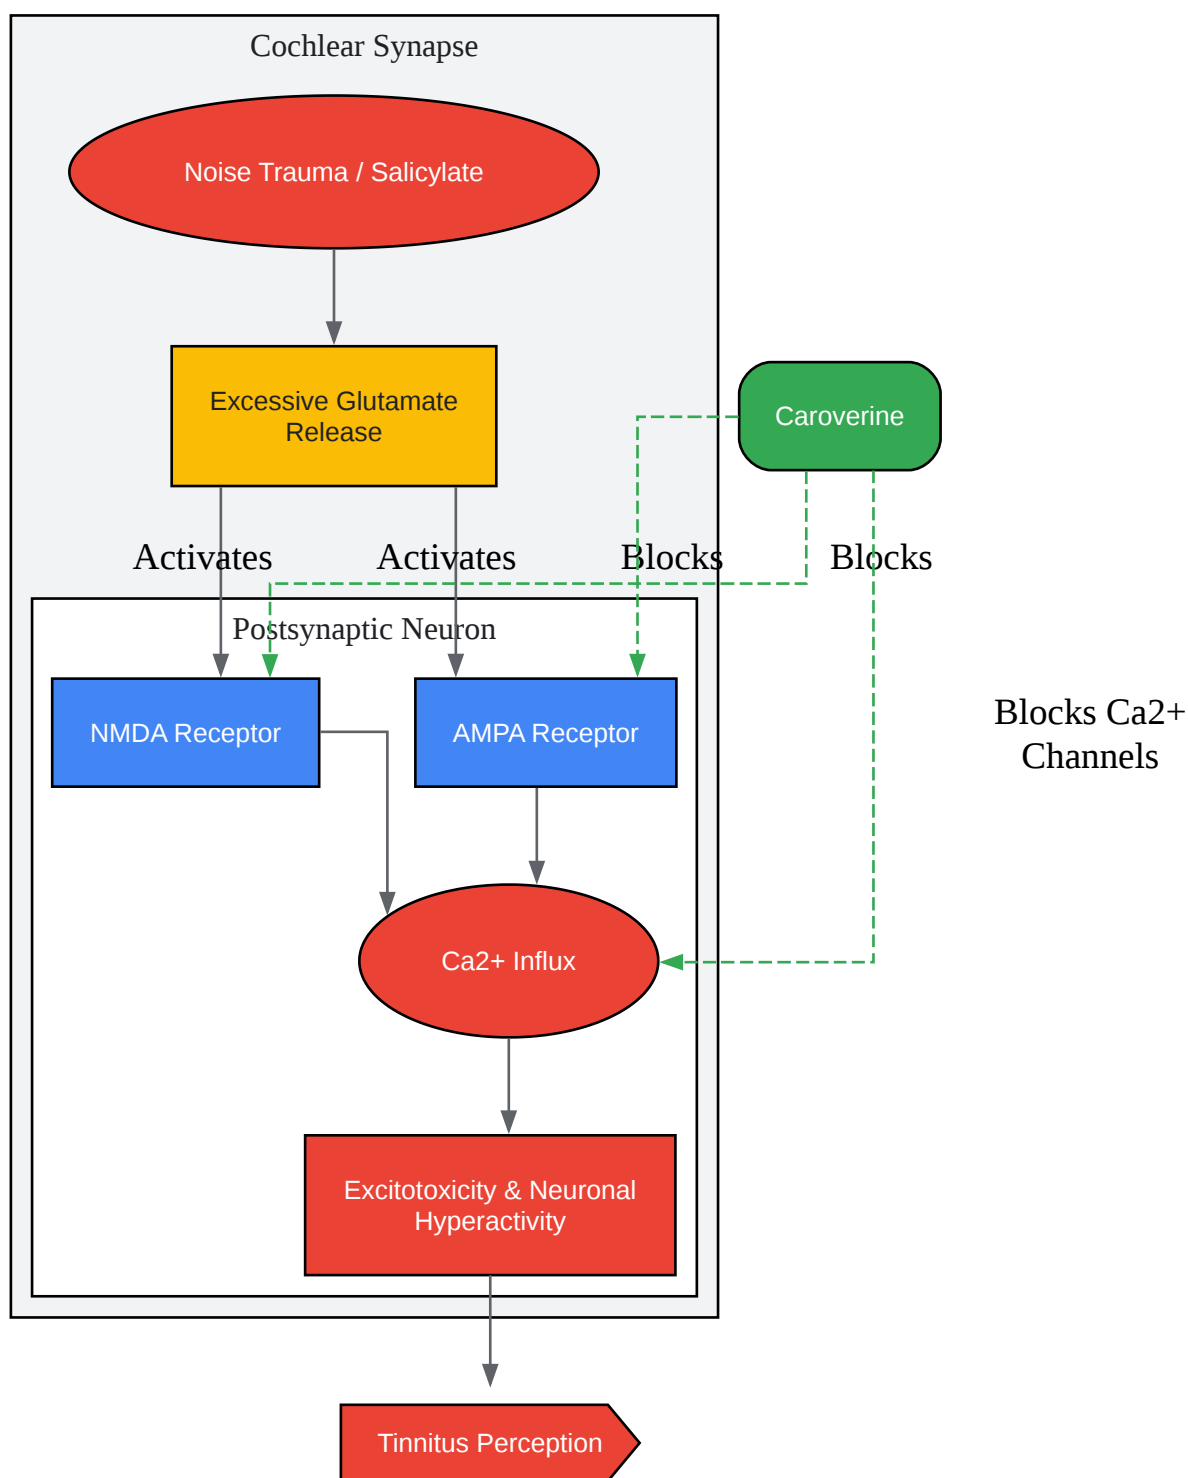 Cochlear Synapse
Noise Trauma / Salicylate
Excessive Glutamate
Release
Caroverine
Activates
Activates
Blocks
Blocks
Postsynaptic Neuron
NMDA Receptor
AMPA Receptor
Blocks Ca2+
Channels
Ca2+ Influx
Excitotoxicity & Neuronal
Hyperactivity
Tinnitus Perception